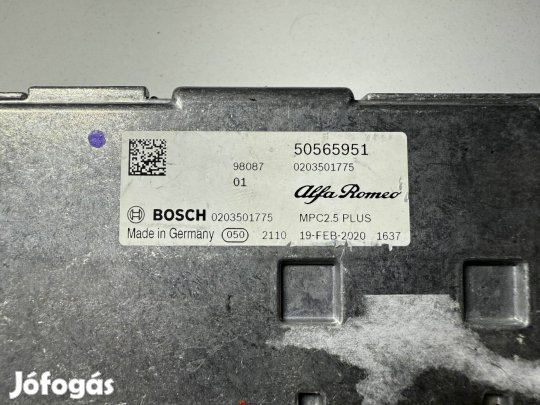 50565951
98087 0203501775
01 Alfa Romeo
BOSCH 0203501775 MPC2.5 PLUS
Made in Germany 050 2110 19-FEB-2020 1637
Jófogás